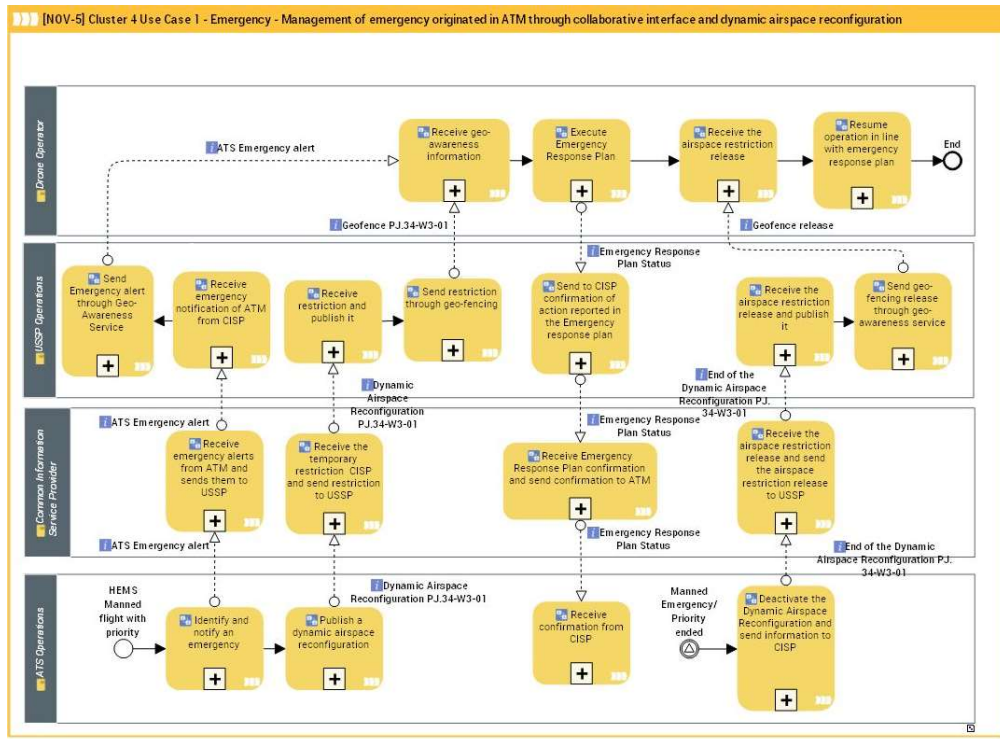 [NOV-5] Cluster 4 Use Case 1 - Emergency - Management of emergency originated in ATM through collaborative interface and dynamic airspace reconfiguration
Drone Operator
ATS Emergency alert
Receive geo-
awareness
information
Execute
Emergency
Response Plan
Receive the
airspace restriction
release
Resume
operation in line
with emergency
response plan
End
Geofence PJ.34-W3-01
Emergency Response
Plan Status
Geofence release
USSP Operations
Send
Emergency alert
through Geo-
Awareness
Service
Receive
emergency
notification of ATM
from CISP
Receive
restriction and
publish it
Send restriction
through geo-fencing
Send to CISP
confirmation of
action reported in
the Emergency
response plan
Receive the
airspace restriction
release and publish
it
Send geo-
fencing release
through geo-
awareness service
ATS Emergency alert
Dynamic
Airspace
Reconfiguration
PJ.34-W3-01
Emergency Response
Plan Status
End of the
Dynamic Airspace
Reconfiguration PJ.
34-W3-01
Common Information
Service Provider
Receive
emergency alerts
from ATM and
sends them to
USSP
Receive the
temporary
restriction CISP
and send restriction
to USSP
Receive Emergency
Response Plan confirmation
and send confirmation to ATM
Receive the
airspace restriction
release and send
the airspace
restriction release
to USSP
ATS Emergency alert
Dynamic Airspace
Reconfiguration PJ.34-W3-01
Emergency Response
Plan Status
End of the Dynamic
Airspace Reconfiguration PJ.
34-W3-01
ATS Operations
HEMS
Manned
flight with
priority
Identify and
notify an
emergency
Publish a
dynamic airspace
reconfiguration
Receive
confirmation from
CISP
Manned
Emergency/
Priority
ended
Deactivate the
Dynamic Airspace
Reconfiguration and
send information to
CISP